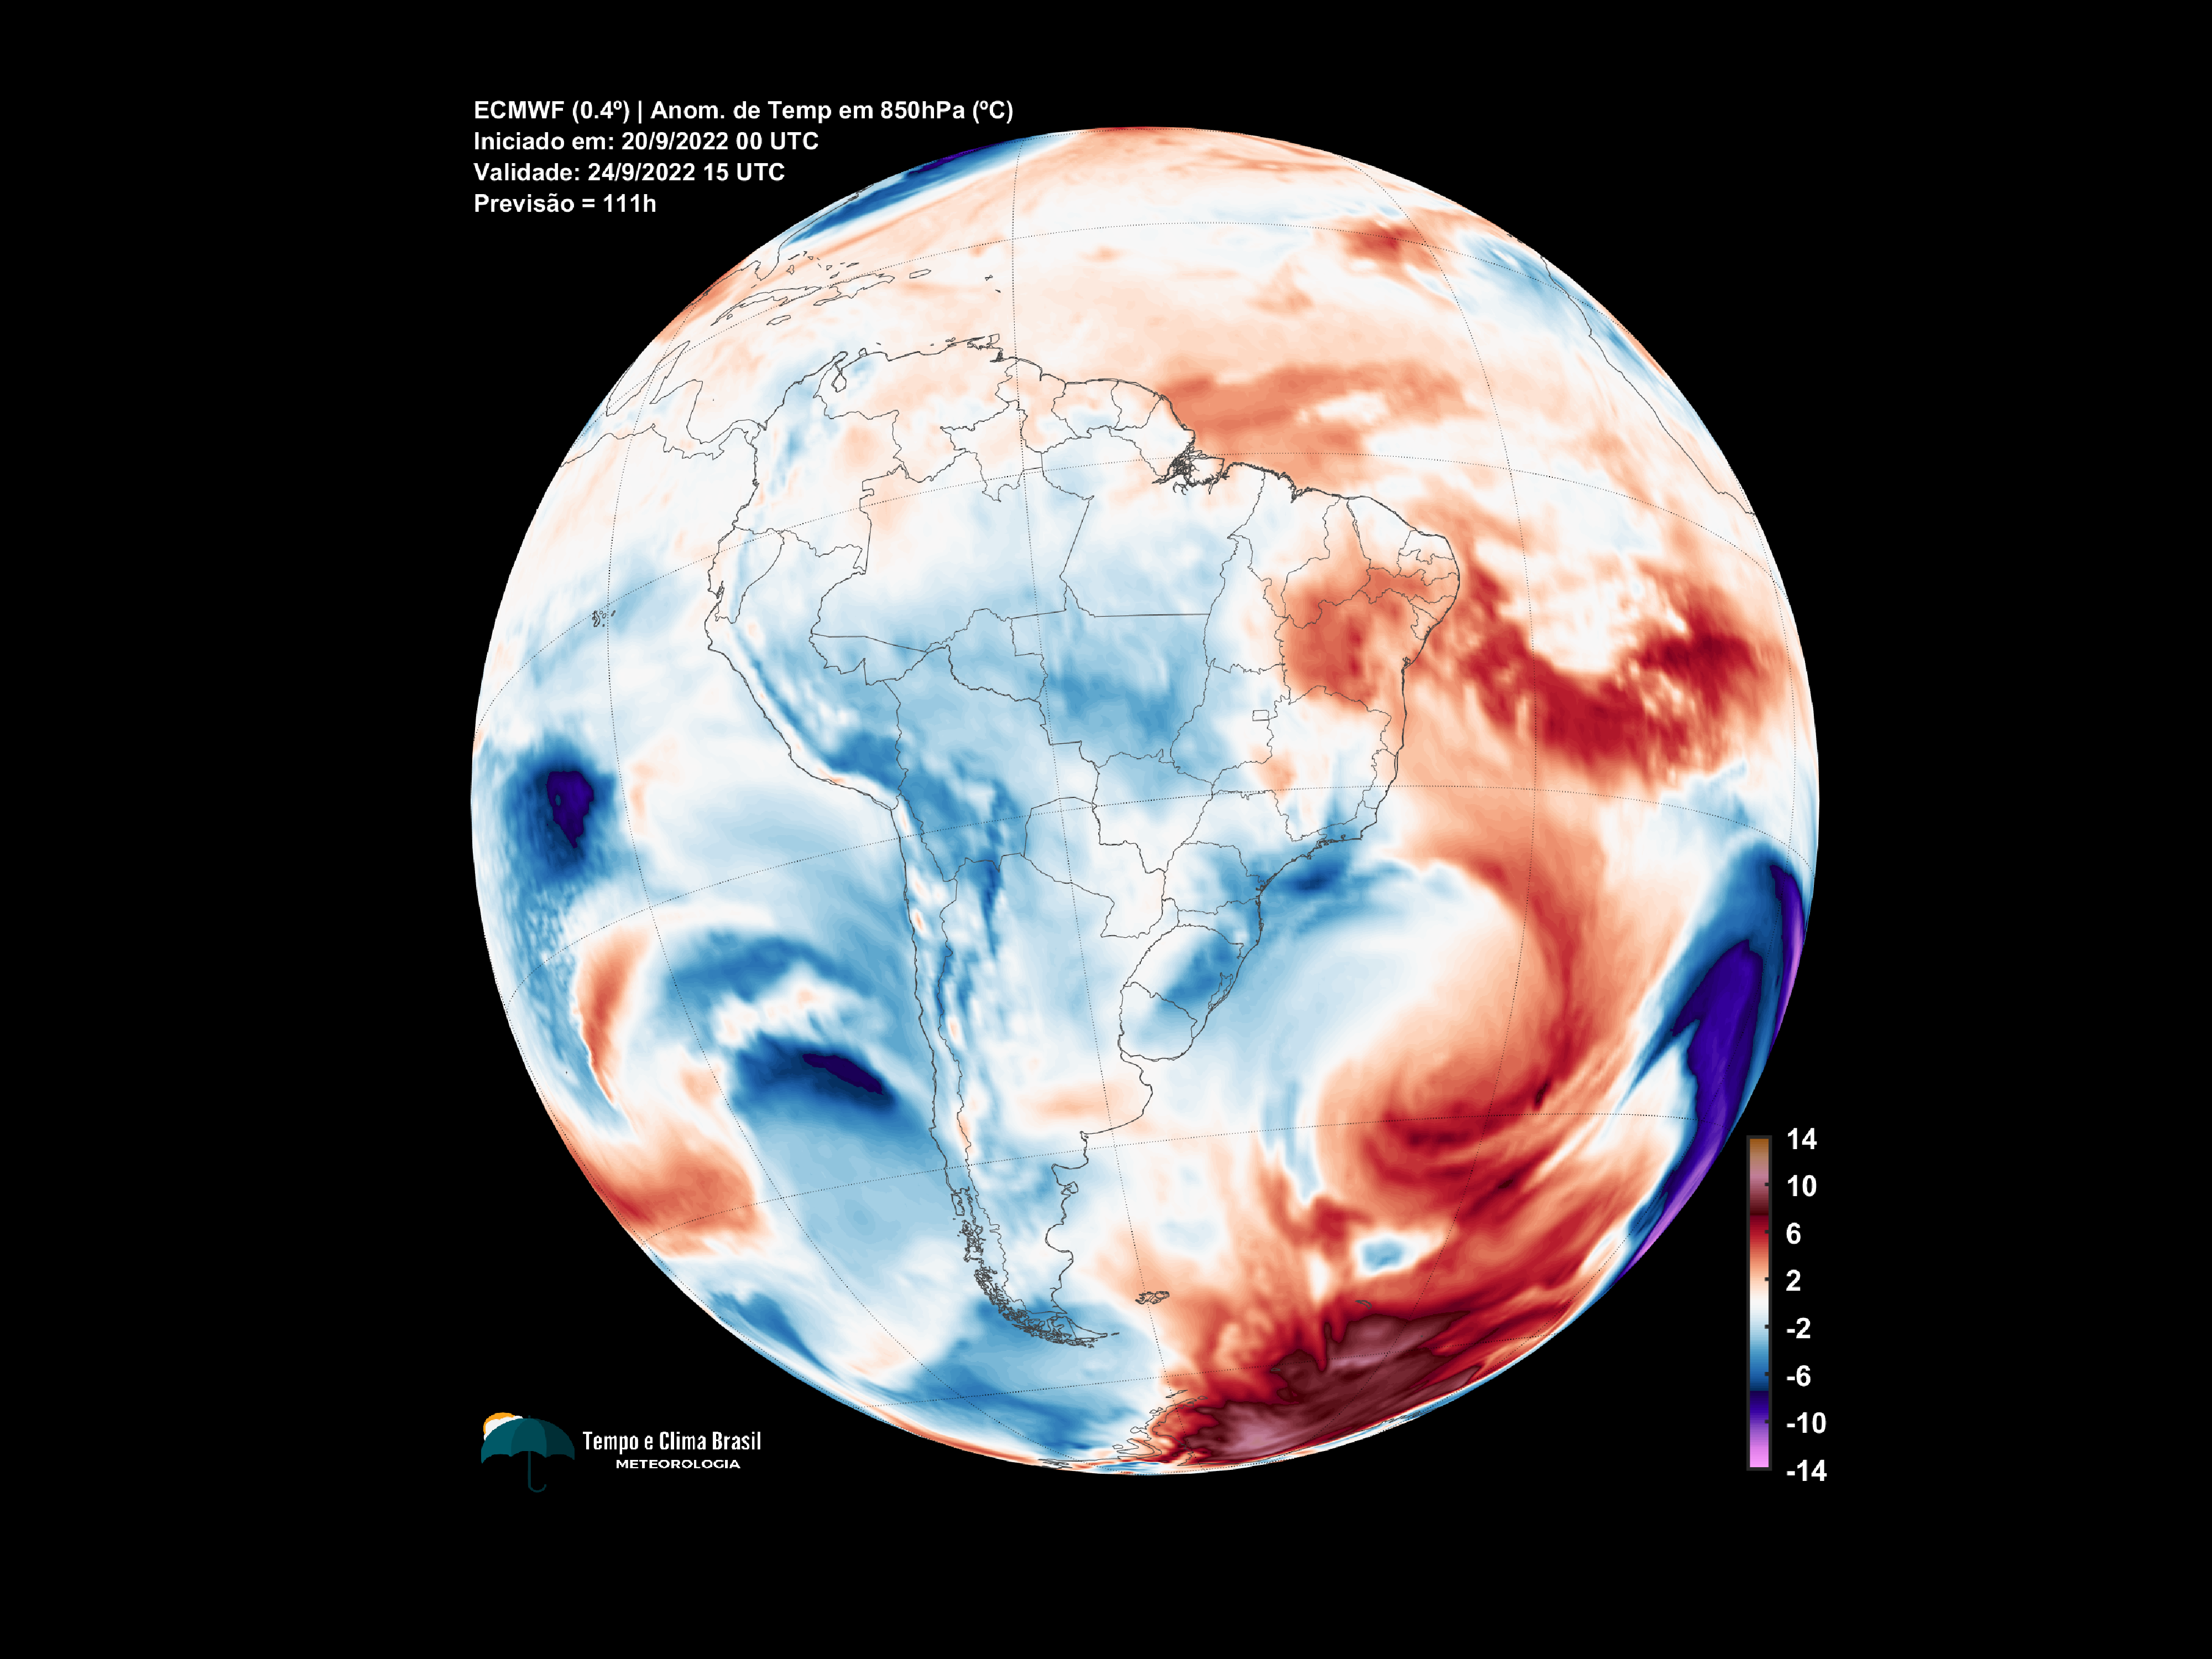 ECMWF (0.4º) | Anom. de Temp em 850hPa (ºC)
Iniciado em: 20/9/2022 00 UTC
Validade: 24/9/2022 15 UTC
Previsão = 111h
14
10
6
2
-2
-6
-10
-14
Tempo e Clima Brasil
METEOROLOGIA